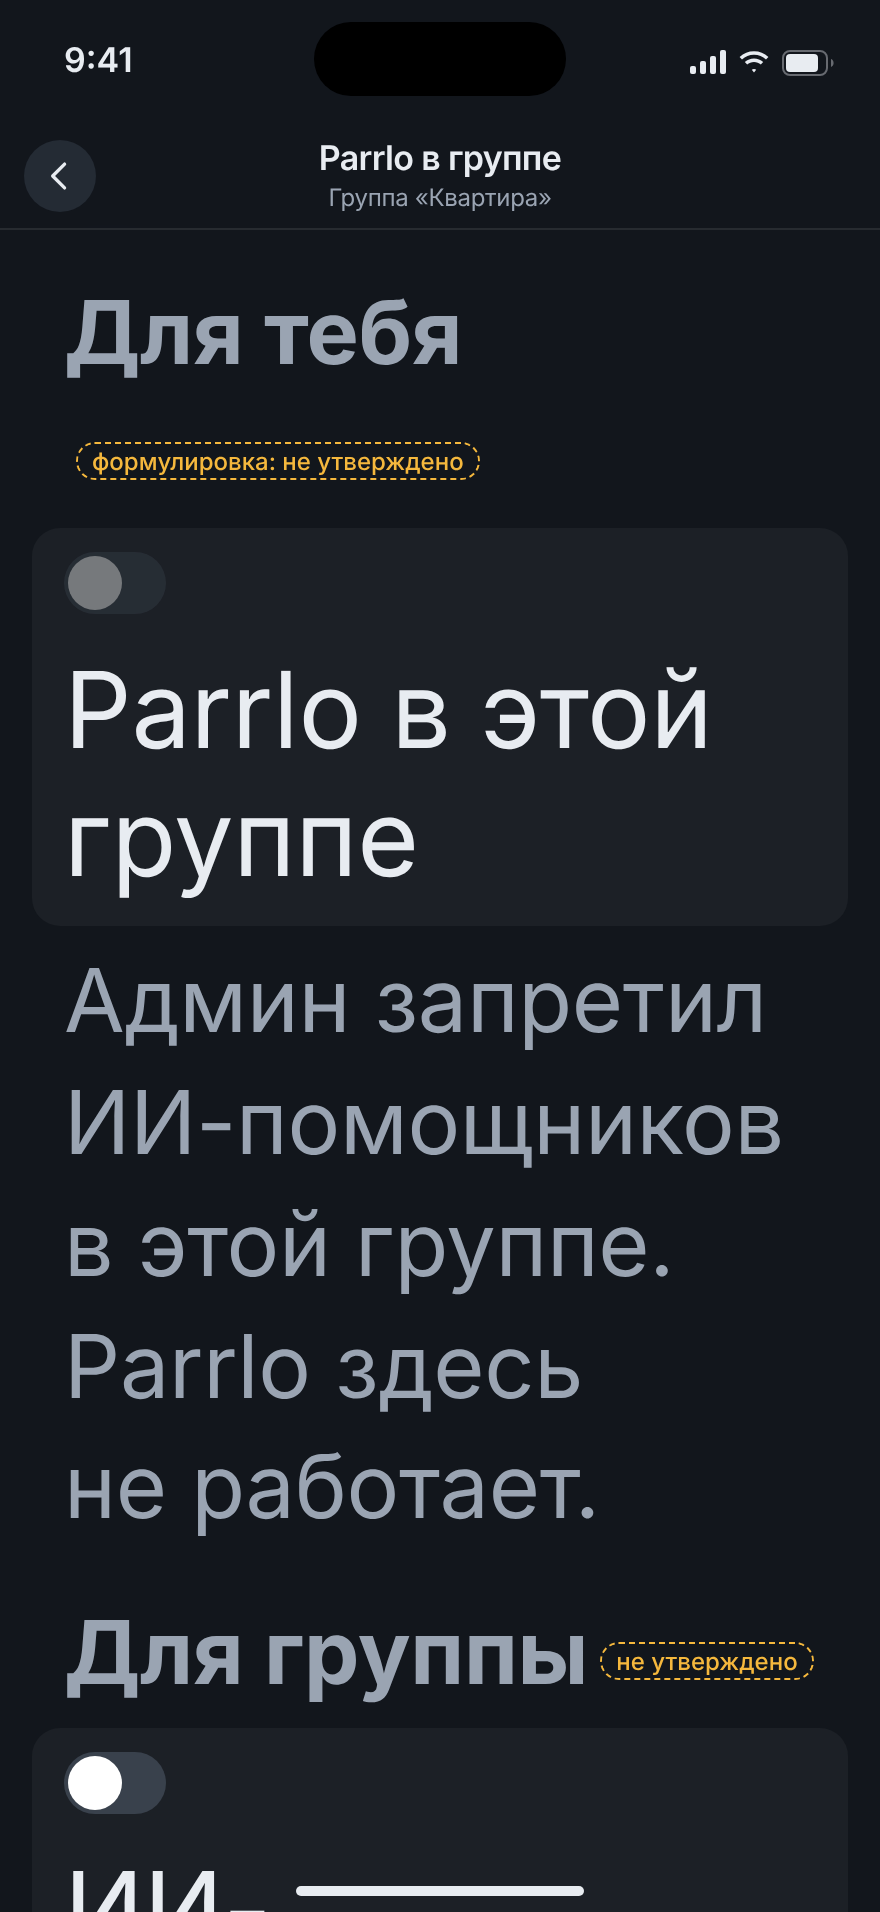 9:41
Parrlo в группе
Группа «Квартира»
Для тебя
формулировка: не утверждено
Parrlo в этой
группе
Админ запретил
ИИ-помощников
в этой группе.
Parrlo здесь
не работает.
Для группы не утверждено
ИИ-